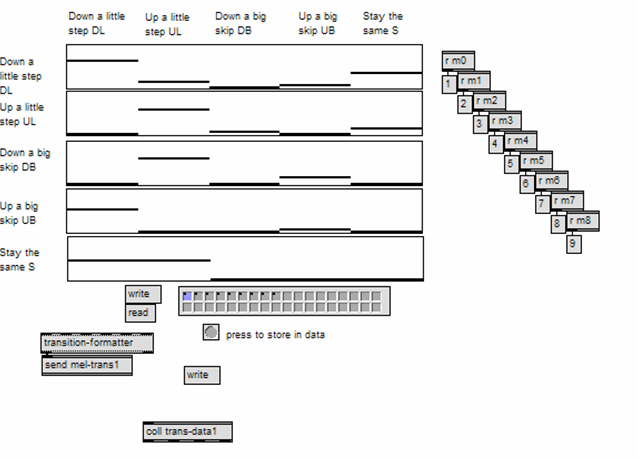 Down a little
step DL
Up a little
step UL
Down a big
skip DB
Up a big
skip UB
Stay the
same S
Down a
little step
DL
Up a little
step UL
Down a big
skip DB
Up a big
skip UB
Stay the
same S
r m0
1
r m1
2
r m2
3
r m3
4
r m4
5
r m5
6
r m6
7
r m7
8
r m8
9
write
read
press to store in data
transition-formatter
send mel-trans1
write
coll trans-data1